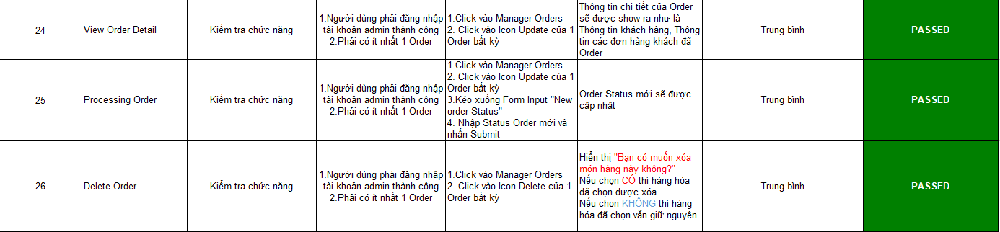 24
View Order Detail
Kiểm tra chức năng
1.Người dùng phải đăng nhập
tài khoản admin thành công
2.Phải có ít nhất 1 Order
1.Click vào Manager Orders
2. Click vào Icon Update của 1
Order bất kỳ
Thông tin chi tiết của Order
sẽ được show ra như là
Thông tin khách hàng, Thông
tin các đơn hàng khách đã
Order
Trung bình
PASSED
25
Processing Order
Kiểm tra chức năng
1.Người dùng phải đăng nhập
tài khoản admin thành công
2.Phải có ít nhất 1 Order
1.Click vào Manager Orders
2. Click vào Icon Update của 1
Order bất kỳ
3.Kéo xuống Form Input "New
order Status"
4. Nhập Status Order mới và
nhấn Submit
Order Status mới sẽ được
cập nhật
Trung bình
PASSED
26
Delete Order
Kiểm tra chức năng
1.Người dùng phải đăng nhập
tài khoản admin thành công
2.Phải có ít nhất 1 Order
1.Click vào Manager Orders
2. Click vào Icon Delete của 1
Order bất kỳ
Hiển thị "Bạn có muốn xóa
món hàng này không?"
Nếu chọn CÓ thì hàng hóa
đã chọn được xóa
Nếu chọn KHÔNG thì hàng
hóa đã chọn vẫn giữ nguyên
Trung bình
PASSED